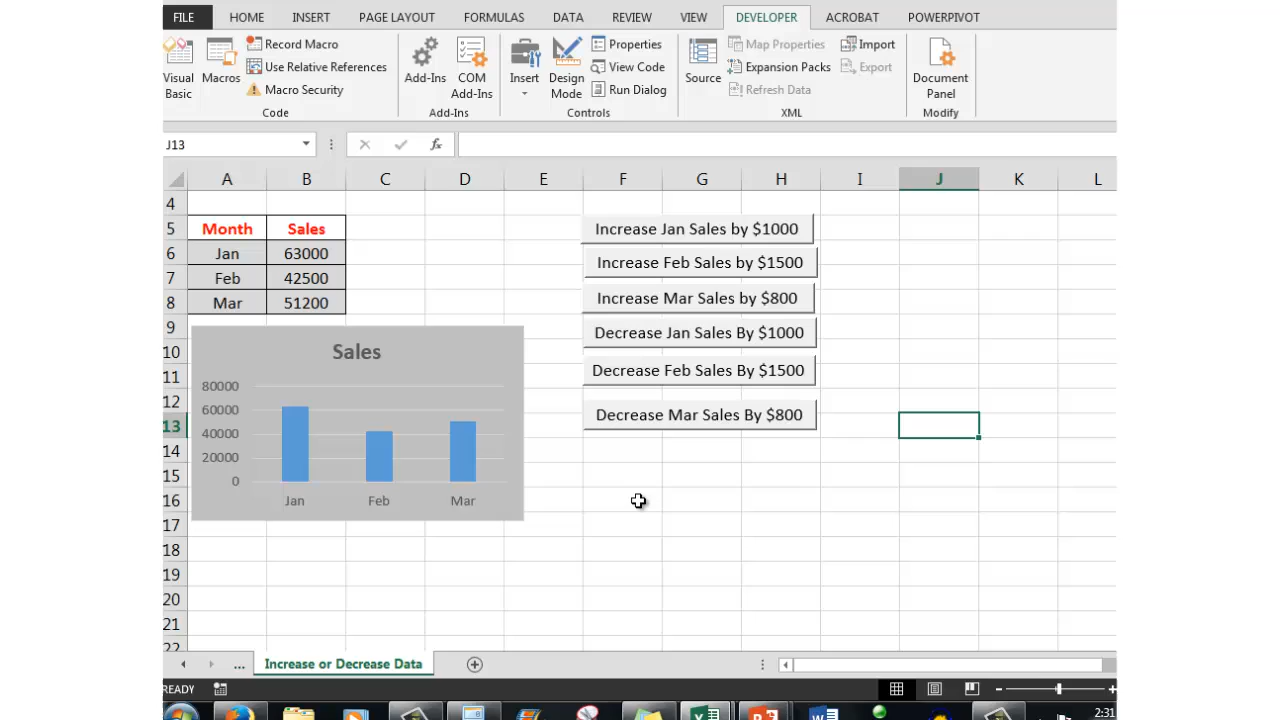 FILE HOME INSERT PAGE LAYOUT FORMULAS DATA REVIEW VIEW DEVELOPER ACROBAT POWERPIVOT
Visual Basic
Macros
Record Macro
Use Relative References
Macro Security
Code
Add-Ins
COM Add-Ins
Add-Ins
Insert
Design Mode
Properties
View Code
Run Dialog
Controls
Source
Map Properties
Expansion Packs
Refresh Data
Import
Export
XML
Document Panel
Modify
J13 fx
A B C D E F G H I J K L
4
5 Month Sales Increase Jan Sales by $1000
6 Jan 63000 Increase Feb Sales by $1500
7 Feb 42500
8 Mar 51200 Increase Mar Sales by $800
9 Decrease Jan Sales By $1000
10 Sales
11 Decrease Feb Sales By $1500
80000
12
60000 Decrease Mar Sales By $800
13
40000
14
20000
15
0
16 Jan Feb Mar
17
18
19
20
21
22
... Increase or Decrease Data
READY
2:31